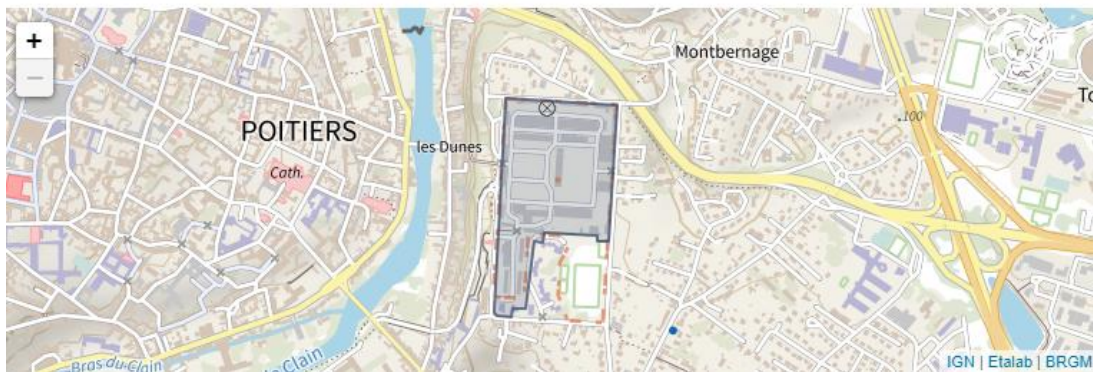 +
−
Montbernage
To
POITIERS
les Dunes
.100
Cath.
Bras du Clain
le Clain
IGN | Etalab | BRGM